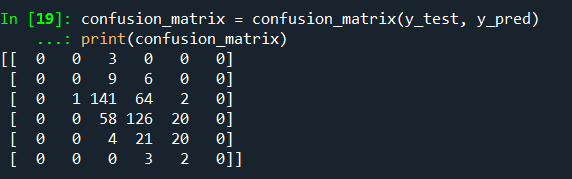 In [19]: confusion_matrix = confusion_matrix(y_test, y_pred)
    ...: print(confusion_matrix)
[[  0   0   3   0   0   0]
 [  0   0   9   6   0   0]
 [  0   1 141  64   2   0]
 [  0   0  58 126  20   0]
 [  0   0   4  21  20   0]
 [  0   0   0   3   2   0]]